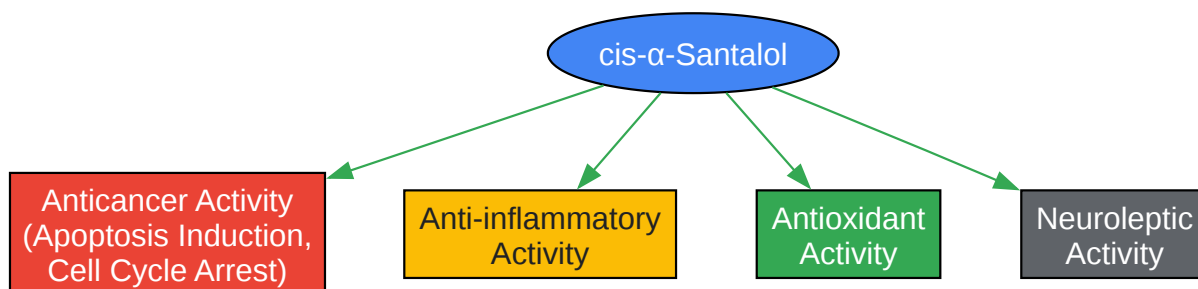 cis-α-Santalol
Anticancer Activity
(Apoptosis Induction,
Cell Cycle Arrest)
Anti-inflammatory
Activity
Antioxidant
Activity
Neuroleptic
Activity